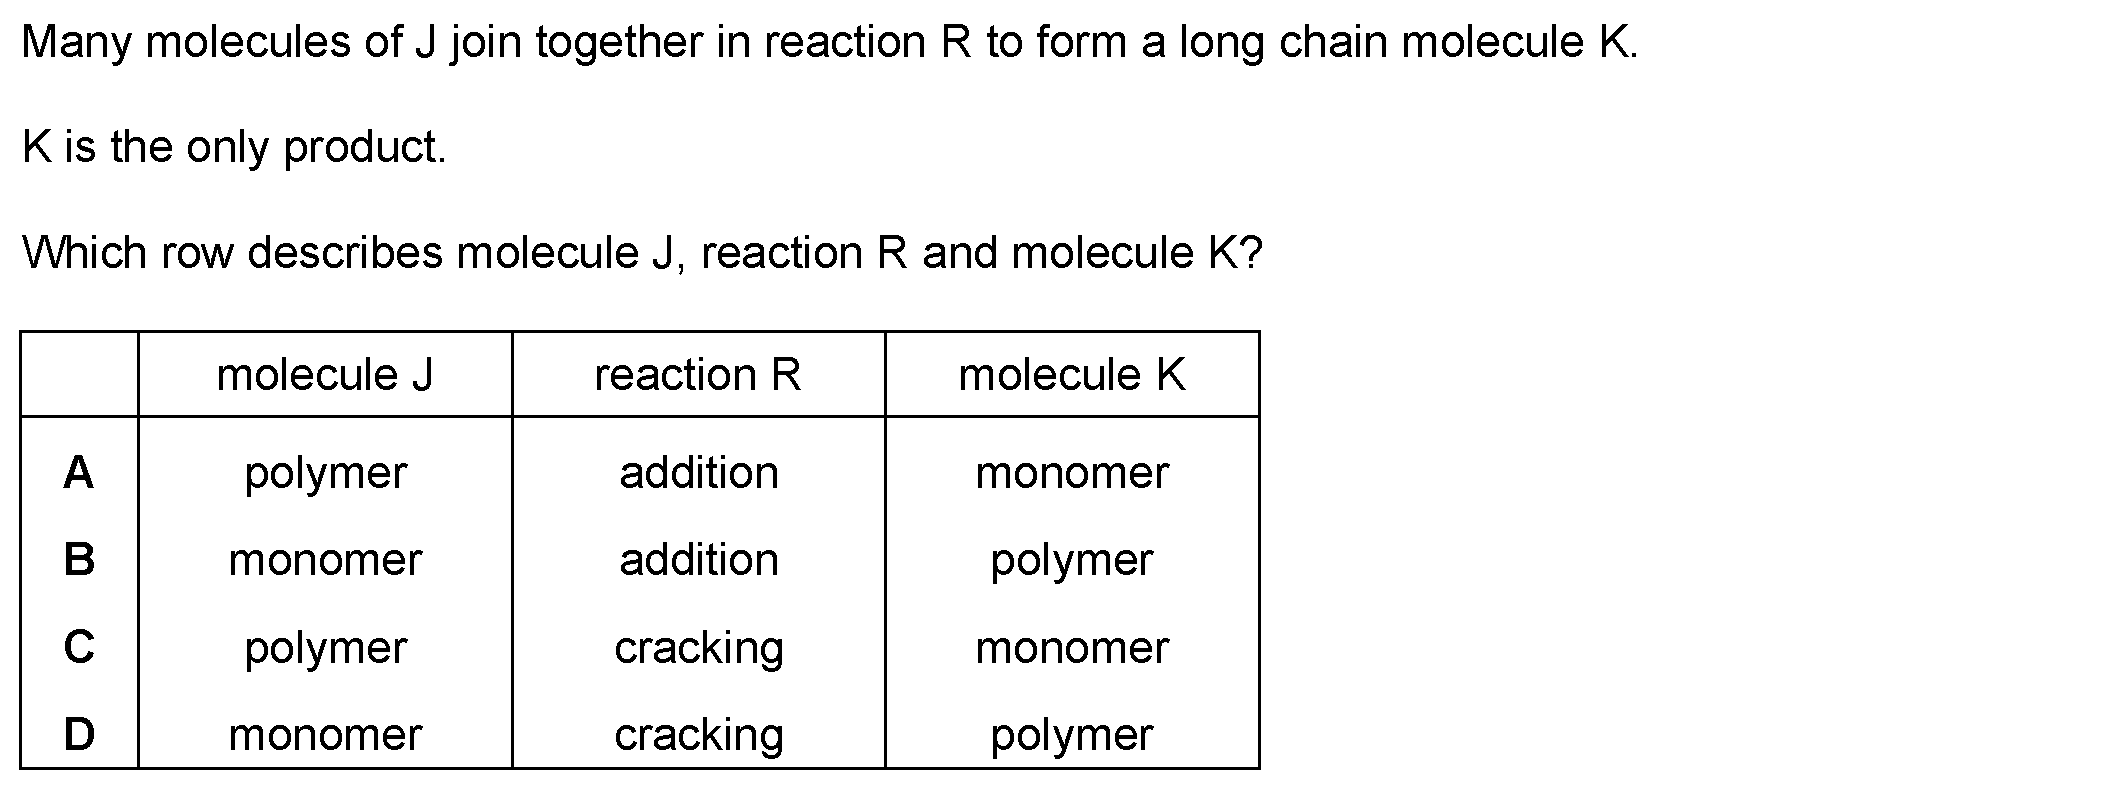 Many molecules of J join together in reaction R to form a long chain molecule K.
K is the only product.
Which row describes molecule J, reaction R and molecule K?
molecule J reaction R molecule K
A polymer addition monomer
B monomer addition polymer
C polymer cracking monomer
D monomer cracking polymer